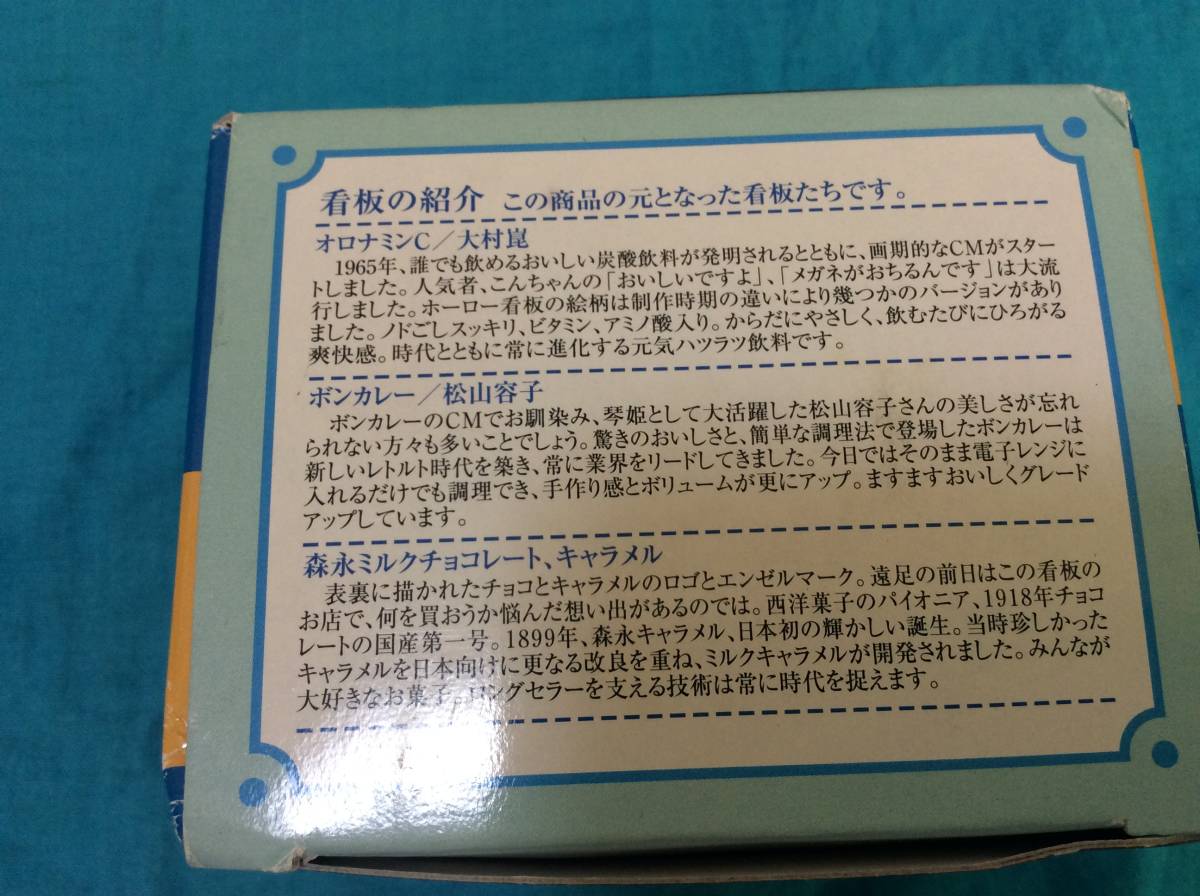 看板の紹介 この商品の元となった看板たちです。
オロナミンC／大村崑
1965年、誰でも飲めるおいしい炭酸飲料が発明されるとともに、画期的なCMがスター
トしました。人気者、こんちゃんの「おいしいですよ」、「メガネがおちるんです」は大流
行しました。ホーロー看板の絵柄は制作時期の違いにより幾つかのバージョンがあり
ました。ノドごしスッキリ、ビタミン、アミノ酸入り。からだにやさしく、飲むたびにひろがる
爽快感。時代とともに常に進化する元気ハツラツ飲料です。
ボンカレー／松山容子
ボンカレーのCMでお馴染み、琴姫として大活躍した松山容子さんの美しさが忘れ
られない方々も多いことでしょう。驚きのおいしさと、簡単な調理法で登場したボンカレーは
新しいレトルト時代を築き、常に業界をリードしてきました。今日ではそのまま電子レンジに
入れるだけでも調理でき、手作り感とボリュームが更にアップ。ますますおいしくグレード
アップしています。
森永ミルクチョコレート、キャラメル
表裏に描かれたチョコとキャラメルのロゴとエンゼルマーク。遠足の前日はこの看板の
お店で、何を買おうか悩んだ想い出があるのでは。西洋菓子のパイオニア、1918年チョコ
レートの国産第一号。1899年、森永キャラメル、日本初の輝かしい誕生。当時珍しかった
キャラメルを日本向けに更なる改良を重ね、ミルクキャラメルが開発されました。みんなが
大好きなお菓子。ロングセラーを支える技術は常に時代を捉えます。